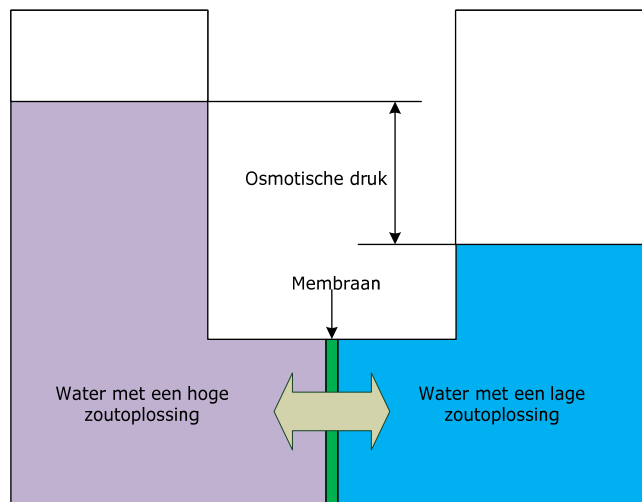 Osmotische druk
Membraan
Water met een hoge
zoutoplossing
Water met een lage
zoutoplossing